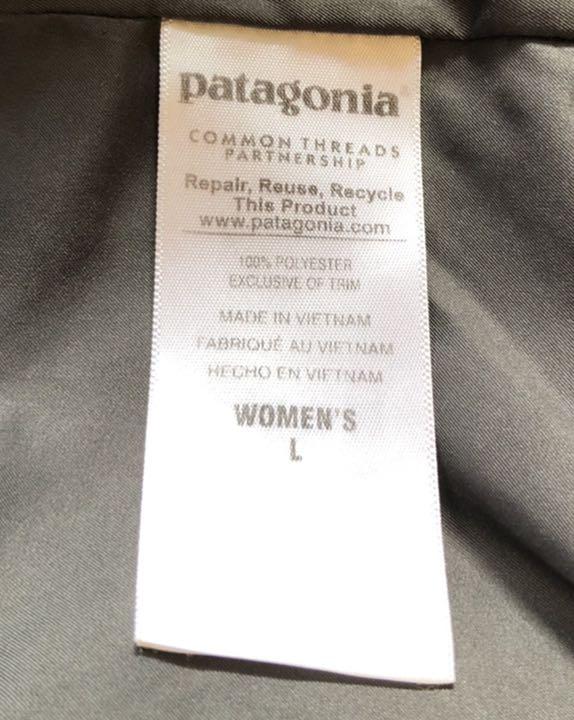 patagonia
COMMON THREADS
PARTNERSHIP
Repair, Reuse, Recycle
This Product
www.patagonia.com
100% POLYESTER
EXCLUSIVE OF TRIM
MADE IN VIETNAM
FABRIQUÉ AU VIETNAM
HECHO EN VIETNAM
WOMEN'S
L